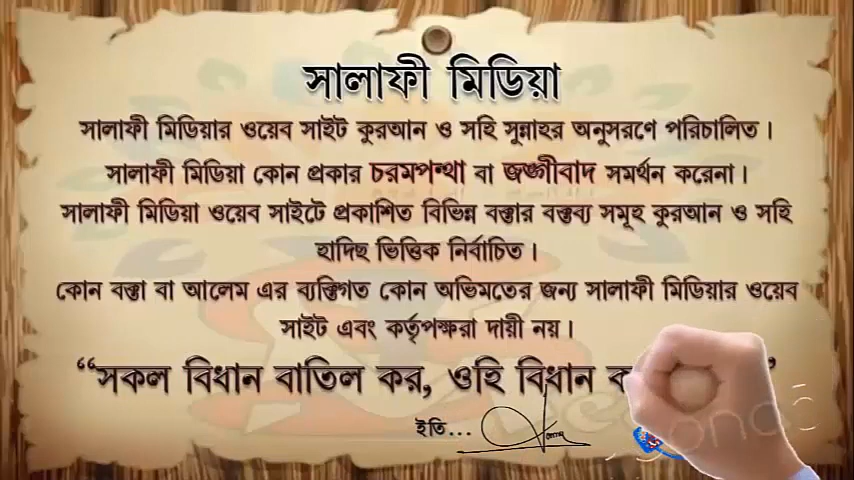 সালাফী মিডিয়া
সালাফী মিডিয়ার ওয়েব সাইট কুরআন ও সহি সুন্নাহর অনুসরণে পরিচালিত।
সালাফী মিডিয়া কোন প্রকার চরমপন্থা বা জঙ্গীবাদ সমর্থন করেনা।
সালাফী মিডিয়া ওয়েব সাইটে প্রকাশিত বিভিন্ন বক্তার বক্তব্য সমূহ কুরআন ও সহি
হাদিছ ভিত্তিক নির্বাচিত।
কোন বক্তা বা আলেম এর ব্যক্তিগত কোন অভিমতের জন্য সালাফী মিডিয়ার ওয়েব
সাইট এবং কর্তৃপক্ষরা দায়ী নয়।
“সকল বিধান বাতিল কর, ওহি বিধান ”
ইতি...